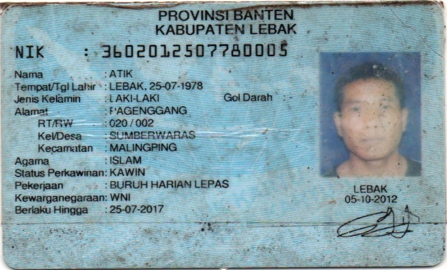 PROVINSI BANTEN
KABUPATEN LEBAK
NIK : 3602012507780005
Nama : ATIK
Tempat/Tgl Lahir : LEBAK, 25-07-1978
Jenis Kelamin : LAKI-LAKI Gol Darah :
Alamat : PAGENGGANG
RT/RW : 020 / 002
Kel/Desa : SUMBERWARAS
Kecamatan : MALINGPING
Agama : ISLAM
Status Perkawinan: KAWIN
Pekerjaan : BURUH HARIAN LEPAS
Kewarganegaraan: WNI
Berlaku Hingga : 25-07-2017
LEBAK
05-10-2012